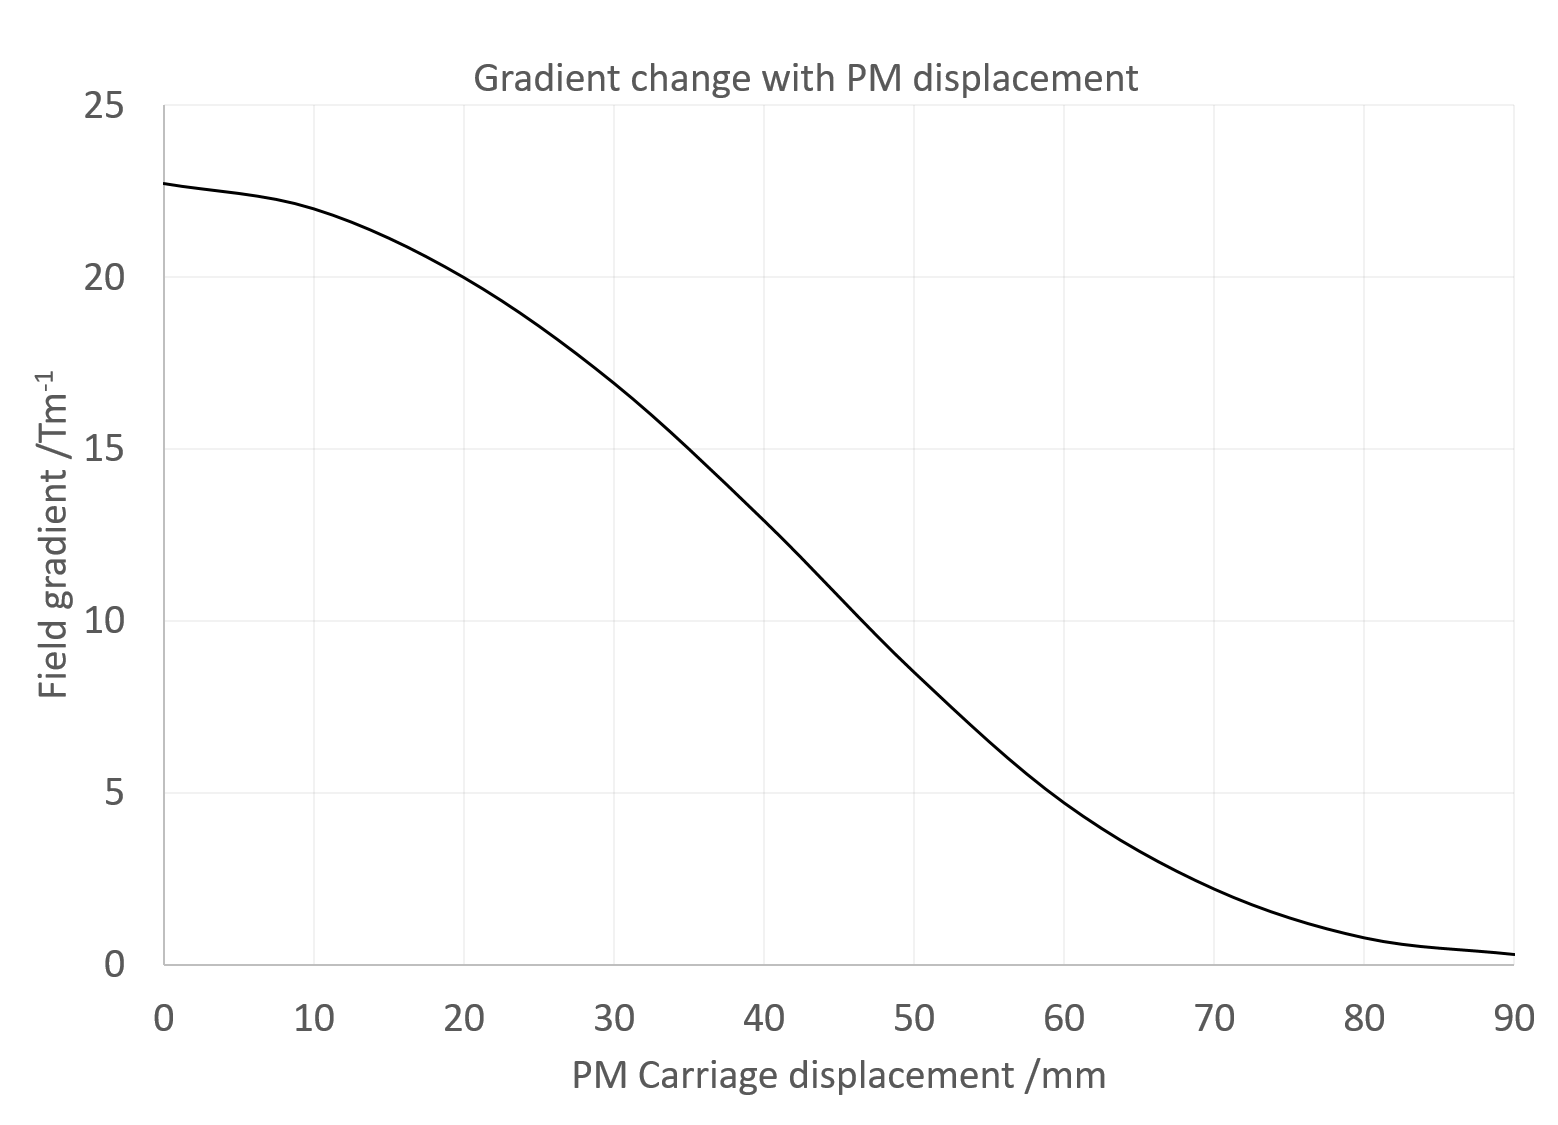 Gradient change with PM displacement
25
20
15
10
5
0
Field gradient /Tm⁻¹
0 10 20 30 40 50 60 70 80 90
PM Carriage displacement /mm